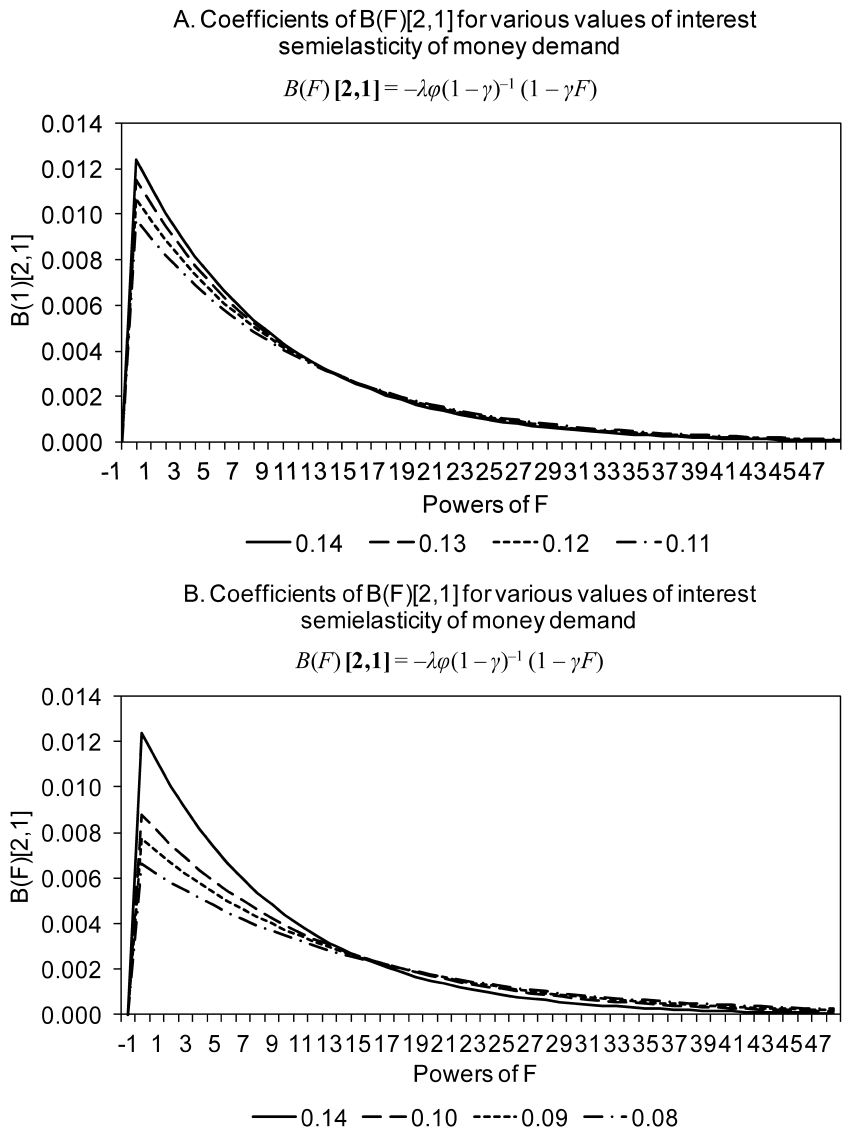 A. Coefficients of B(F)[2,1] for various values of interest
semielasticity of money demand
B(F) [2,1] = –λφ(1 – γ)⁻¹ (1 – γF)
0.014
0.012
0.010
0.008
0.006
0.004
0.002
0.000
B(1)[2,1]
-1 1 3 5 7 9 11 13 15 17 19 21 23 25 27 29 31 33 35 37 39 41 43 45 47
Powers of F
0.14 0.13 0.12 0.11
B. Coefficients of B(F)[2,1] for various values of interest
semielasticity of money demand
B(F) [2,1] = –λφ(1 – γ)⁻¹ (1 – γF)
0.014
0.012
0.010
0.008
0.006
0.004
0.002
0.000
B(F)[2,1]
-1 1 3 5 7 9 11 13 15 17 19 21 23 25 27 29 31 33 35 37 39 41 43 45 47
Powers of F
0.14 0.10 0.09 0.08